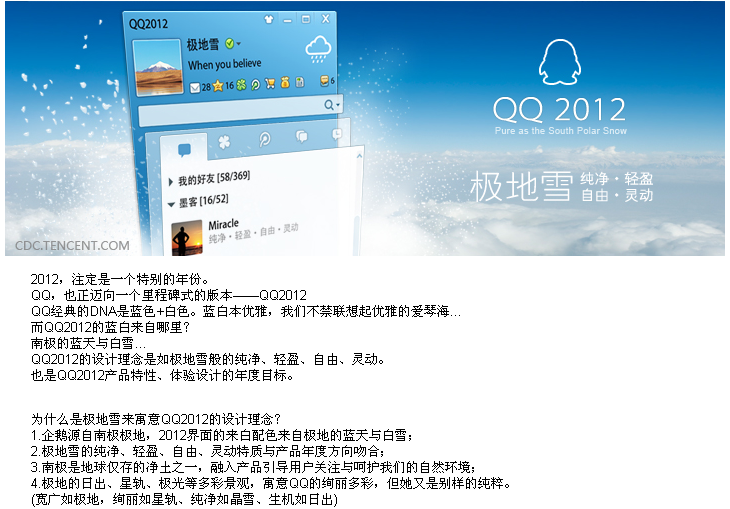 QQ2012
极地雪
When you believe
28 16 6
我的好友 [58/369]
墨客 [16/52]
Miracle
纯净·轻盈·自由·灵动
QQ 2012
Pure as the South Polar Snow
极地雪 纯净·轻盈
自由·灵动
CDC.TENCENT.COM
2012，注定是一个特别的年份。
QQ，也正迈向一个里程碑式的版本——QQ2012
QQ经典的DNA是蓝色+白色。蓝白本优雅，我们不禁联想起优雅的爱琴海...
而QQ2012的蓝白来自哪里？
南极的蓝天与白雪...
QQ2012的设计理念是如极地雪般的纯净、轻盈、自由、灵动。
也是QQ2012产品特性、体验设计的年度目标。
为什么是极地雪来寓意QQ2012的设计理念？
1.企鹅源自南极极地，2012界面的来白配色来自极地的蓝天与白雪；
2.极地雪的纯净、轻盈、自由、灵动特质与产品年度方向吻合；
3.南极是地球仅存的净土之一，融入产品引导用户关注与呵护我们的自然环境；
4.极地的日出、星轨、极光等多彩景观，寓意QQ的绚丽多彩，但她又是别样的纯粹。
(宽广如极地，绚丽如星轨、纯净如晶雪、生机如日出)